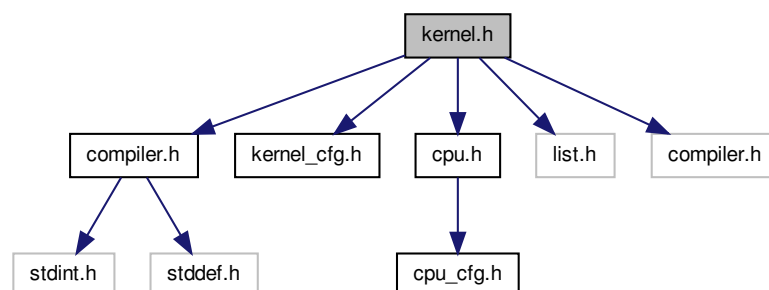 kernel.h
compiler.h
kernel_cfg.h
cpu.h
list.h
compiler.h
stdint.h
stddef.h
cpu_cfg.h